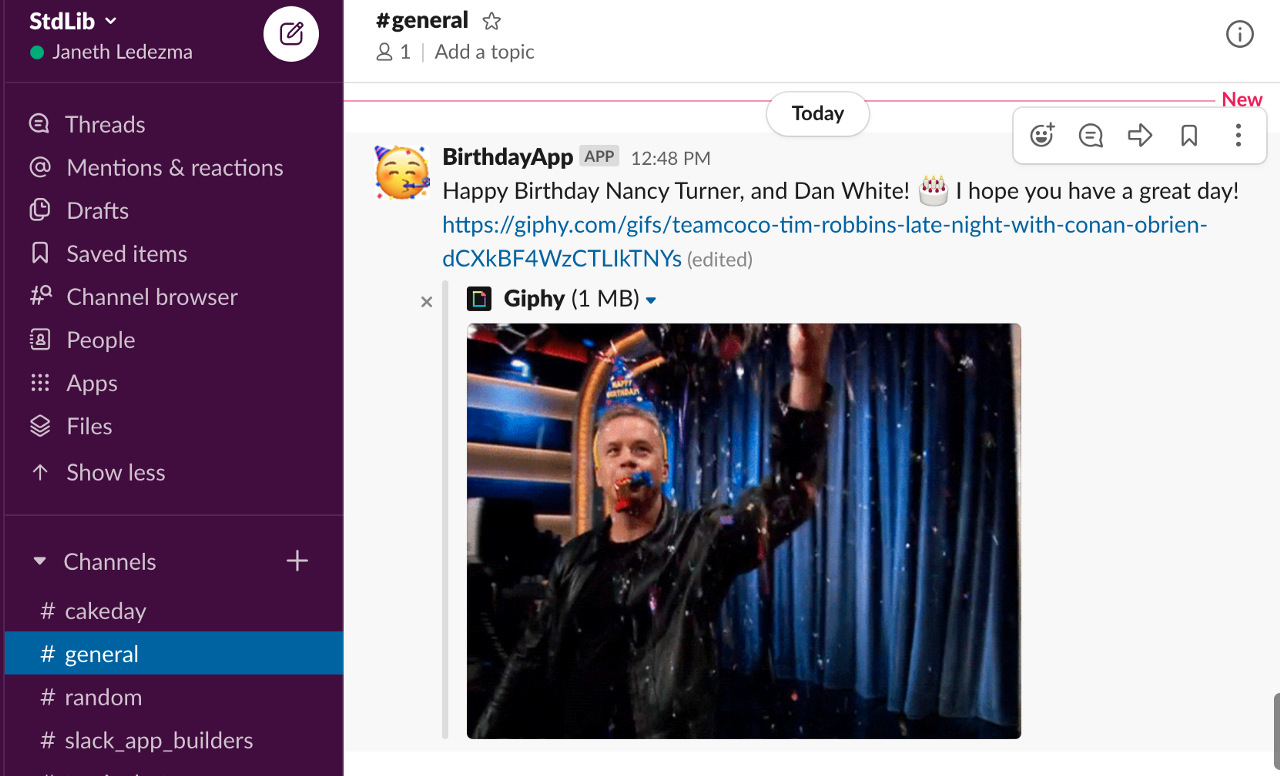 StdLib
Janeth Ledezma
Threads
Mentions & reactions
Drafts
Saved items
Channel browser
People
Apps
Files
Show less
Channels
# cakeday
# general
# random
# slack_app_builders
#general
1 | Add a topic
New
Today
BirthdayApp APP 12:48 PM
Happy Birthday Nancy Turner, and Dan White! 🎂 I hope you have a great day!
https://giphy.com/gifs/teamcoco-tim-robbins-late-night-with-conan-obrien-
dCXkBF4WzCTLlkTNYs (edited)
Giphy (1 MB)
HAPPY
BIRTHDAY!